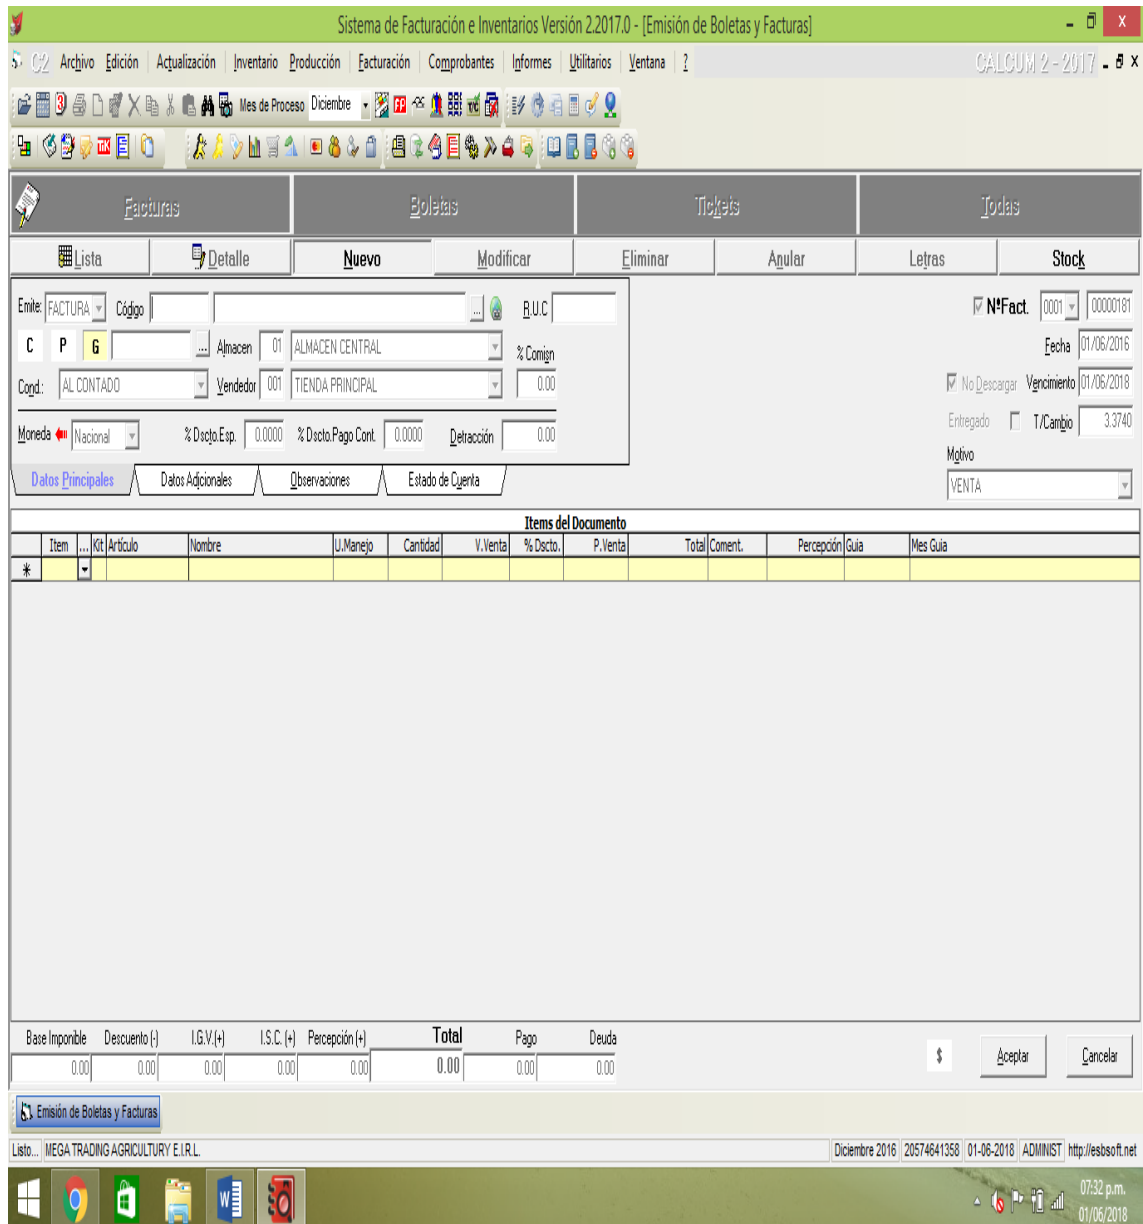 Sistema de Facturación e Inventarios Versión 2.2017.0 - [Emisión de Boletas y Facturas]
C2 Archivo Edición Actualización Inventario Producción Facturación Comprobantes Informes Utilitarios Ventana ? CALCUM 2 - 2017
Mes de Proceso Diciembre
Facturas Boletas Tickets Todas
Lista Detalle Nuevo Modificar Eliminar Anular Letras Stock
Emite: FACTURA Código ... R.U.C NºFact. 0001 00000181
C P G ... Almacen 01 ALMACEN CENTRAL % Comisn Fecha 01/06/2016
Cond.: AL CONTADO Vendedor 001 TIENDA PRINCIPAL 0.00 No Descargar Vencimiento 01/06/2018
Entregado T/Cambio 3.3740
Moneda Nacional % Dscto.Esp. 0.0000 % Dscto.Pago Cont. 0.0000 Detracción 0.00
Motivo
Datos Principales Datos Adicionales Observaciones Estado de Cuenta VENTA
Items del Documento
Item ... Kit Artículo Nombre U.Manejo Cantidad V.Venta % Dscto. P.Venta Total Coment. Percepción Guia Mes Guia
*
Base Imponible Descuento (-) I.G.V.(+) I.S.C. (+) Percepción (+) Total Pago Deuda
0.00 0.00 0.00 0.00 0.00 0.00 0.00 0.00 $ Aceptar Cancelar
Emisión de Boletas y Facturas
Listo... MEGA TRADING AGRICULTURY E.I.R.L. Diciembre 2016 20574641358 01-06-2018 ADMINIST http://esbsoft.net
07:32 p.m.
01/06/2018